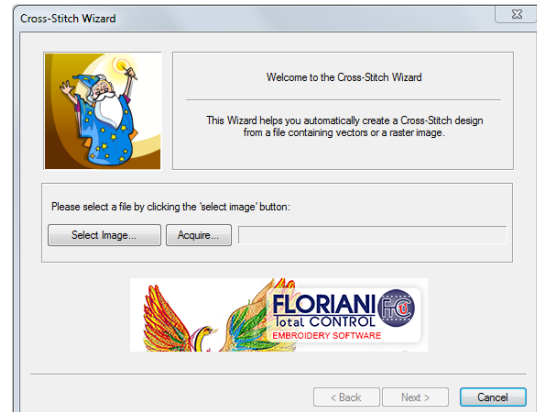 Cross-Stitch Wizard
Welcome to the Cross-Stitch Wizard
This Wizard helps you automatically create a Cross-Stitch design
from a file containing vectors or a raster image.
Please select a file by clicking the 'select image' button:
Select Image... Acquire...
FLORIANI
Total CONTROL
EMBROIDERY SOFTWARE
< Back Next > Cancel